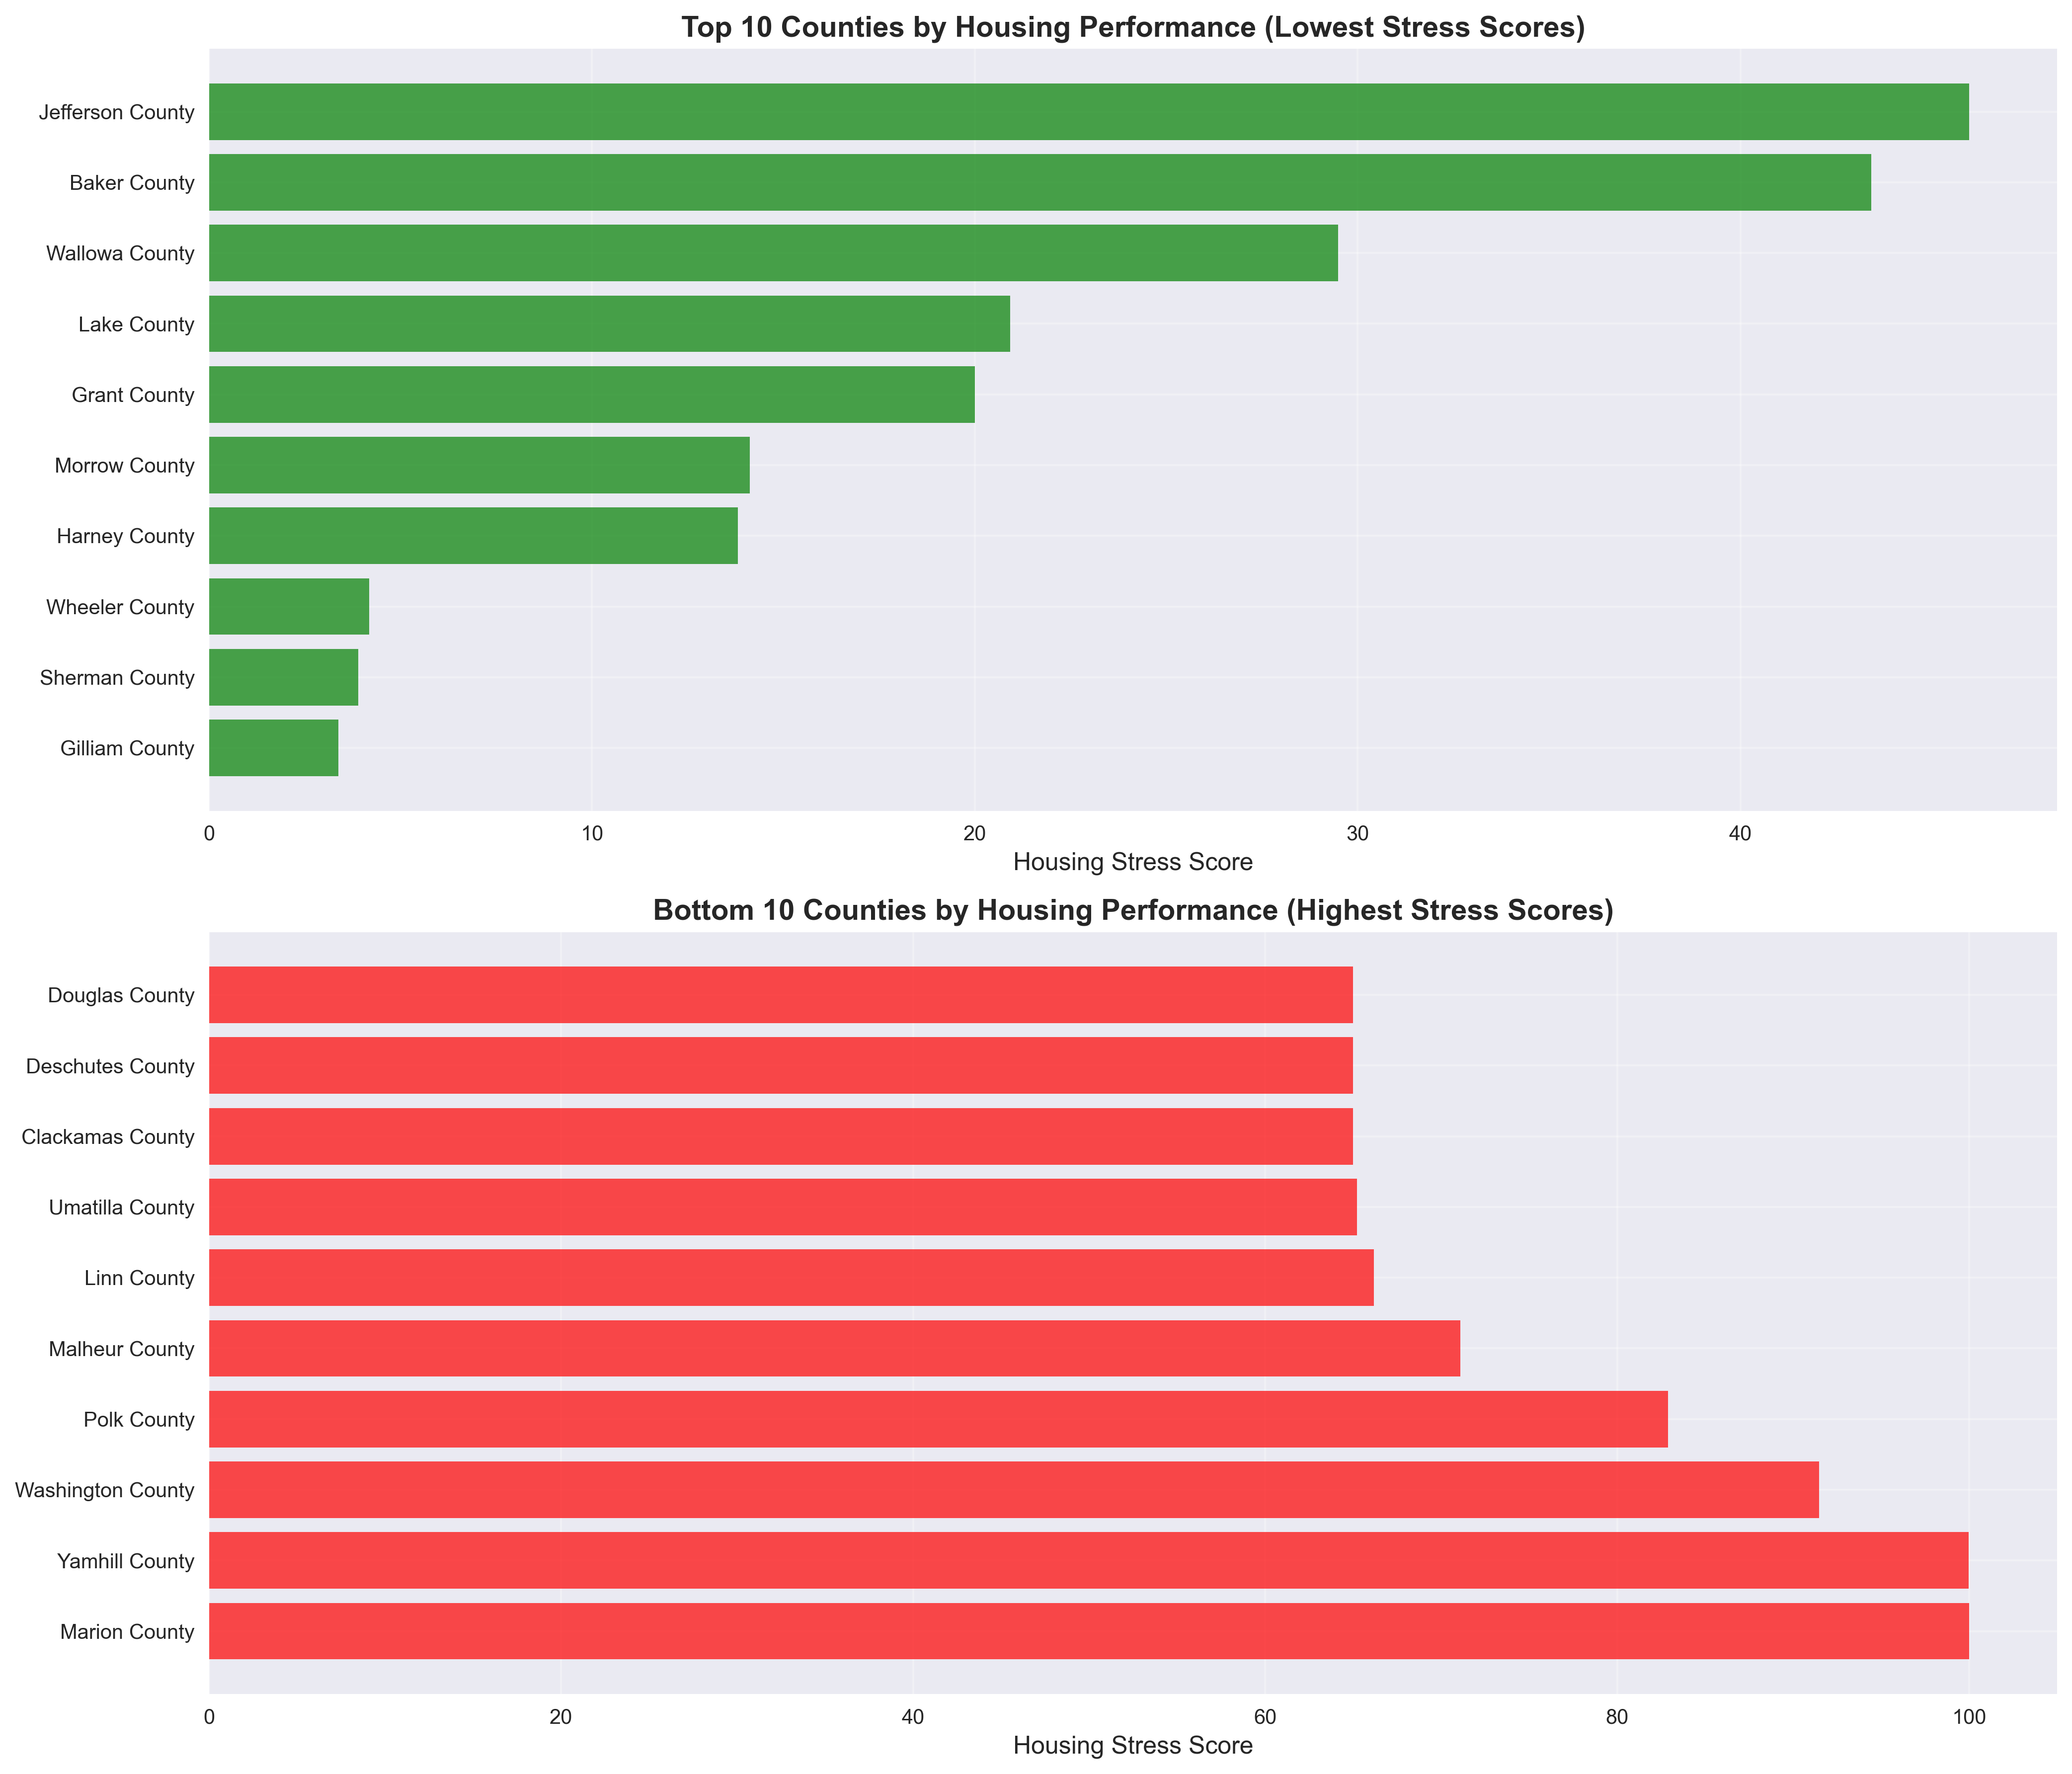 Top 10 Counties by Housing Performance (Lowest Stress Scores)
Jefferson County
Baker County
Wallowa County
Lake County
Grant County
Morrow County
Harney County
Wheeler County
Sherman County
Gilliam County
0 10 20 30 40
Housing Stress Score
Bottom 10 Counties by Housing Performance (Highest Stress Scores)
Douglas County
Deschutes County
Clackamas County
Umatilla County
Linn County
Malheur County
Polk County
Washington County
Yamhill County
Marion County
0 20 40 60 80 100
Housing Stress Score